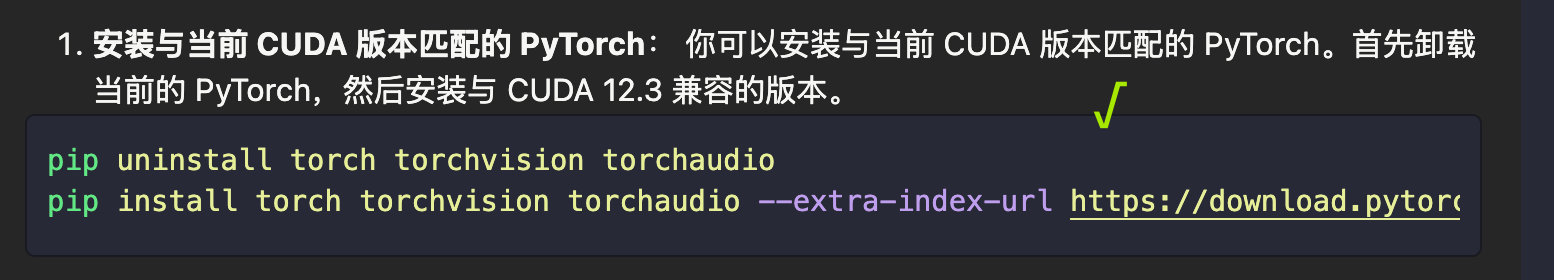 1. 安装与当前 CUDA 版本匹配的 PyTorch： 你可以安装与当前 CUDA 版本匹配的 PyTorch。首先卸载
当前的 PyTorch，然后安装与 CUDA 12.3 兼容的版本。
√
pip uninstall torch torchvision torchaudio
pip install torch torchvision torchaudio --extra-index-url https://download.pytorc